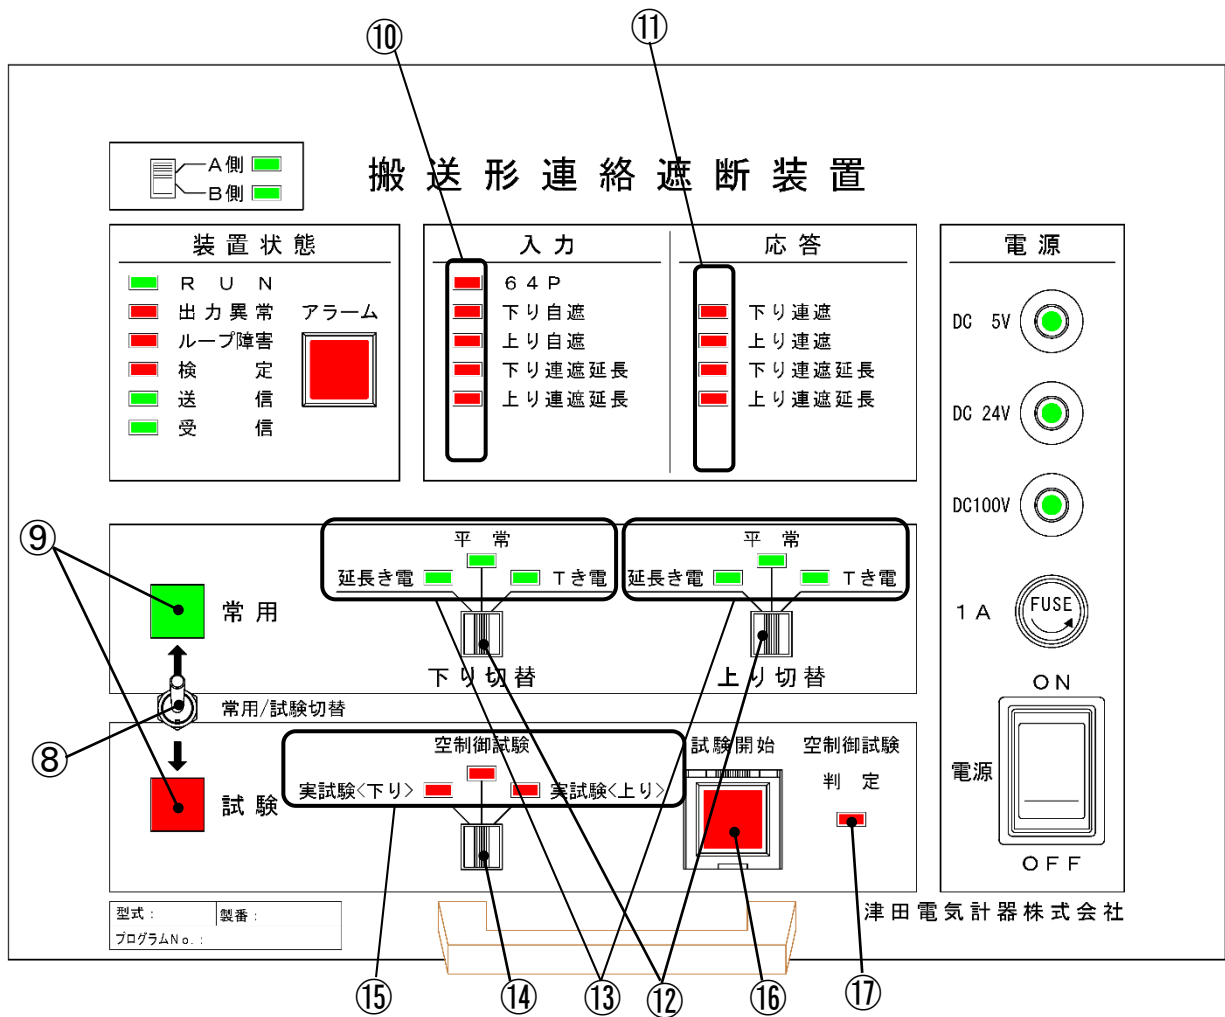 ⑩
⑪
A側
B側
搬送形連絡遮断装置
装置状態
RUN
出力異常
ループ障害
検定
送信
受信
アラーム
入力
64P
下り自遮
上り自遮
下り連遮延長
上り連遮延長
応答
下り連遮
上り連遮
下り連遮延長
上り連遮延長
電源
DC 5V
DC 24V
DC100V
1A
FUSE
ON
電源
OFF
⑨
常用
平常
延長き電
Tき電
下り切替
平常
延長き電
Tき電
上り切替
⑧
常用/試験切替
試験
空制御試験
実試験<下り>
実試験<上り>
試験開始
空制御試験
判定
型式:
製番:
プログラムNo.:
津田電気計器株式会社
⑮
⑭
⑬
⑫
⑯
⑰